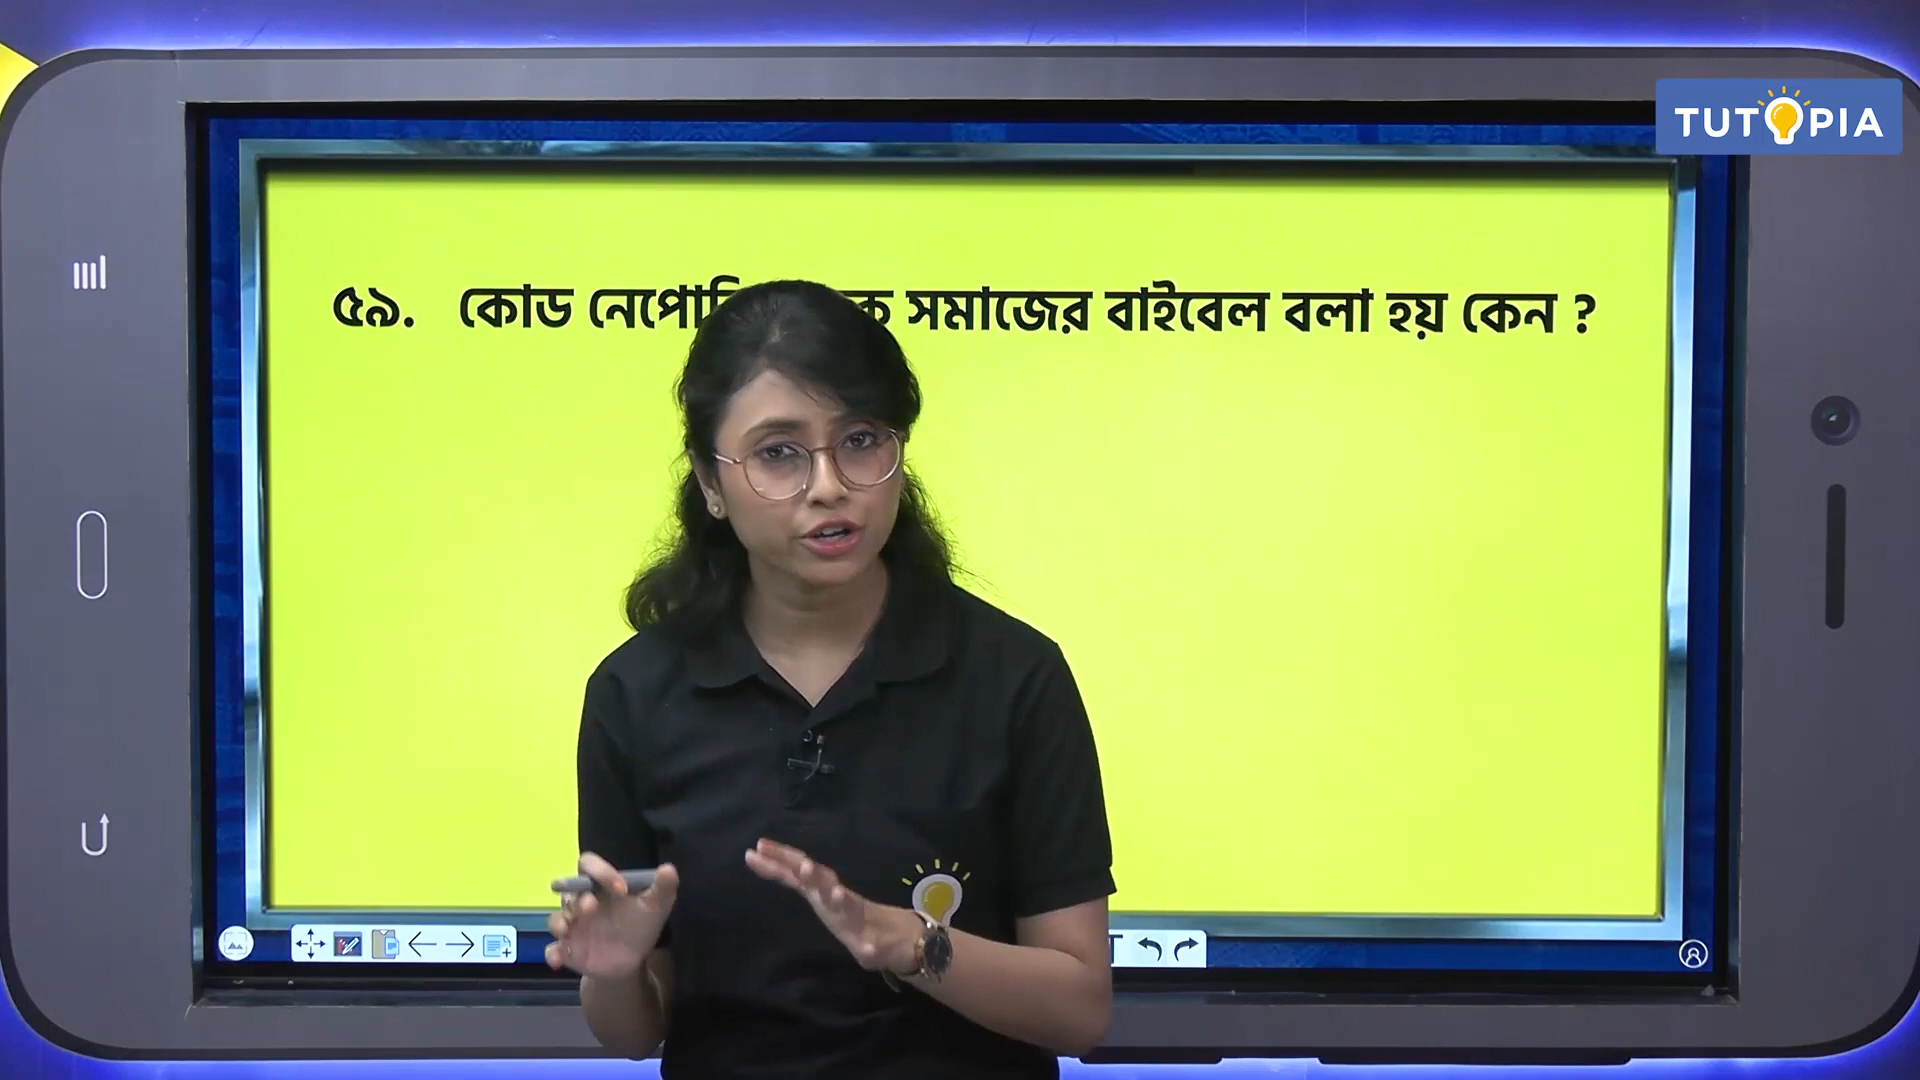 TUTOPIA
৫৯. কোড সমাজের বাইবেল বলা হয় কেন ?